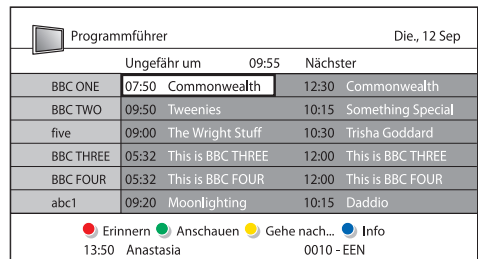 Programmführer Die., 12 Sep
Ungefähr um 09:55 Nächster
BBC ONE 07:50 Commonwealth 12:30 Commonwealth
BBC TWO 09:50 Tweenies 10:15 Something Special
five 09:00 The Wright Stuff 10:30 Trisha Goddard
BBC THREE 05:32 This is BBC THREE 12:00 This is BBC THREE
BBC FOUR 05:32 This is BBC FOUR 12:00 This is BBC FOUR
abc1 09:20 Moonlighting 10:15 Daddio
Erinnern Anschauen Gehe nach... Info
13:50 Anastasia 0010 - EEN